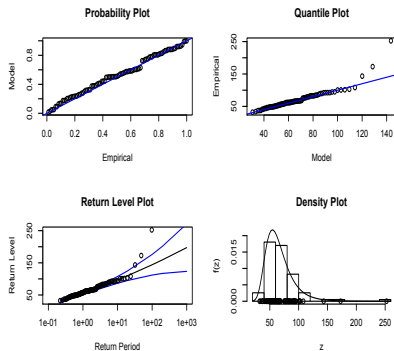 Probability Plot
Model
0.0 0.4 0.8
0.0 0.2 0.4 0.6 0.8 1.0
Empirical
Quantile Plot
Empirical
50 150 250
40 60 80 100 140
Model
Return Level Plot
Return Level
50 150 250
1e-01 1e+00 1e+01 1e+02 1e+03
Return Period
Density Plot
f(z)
0.000 0.015
50 100 150 200 250
z